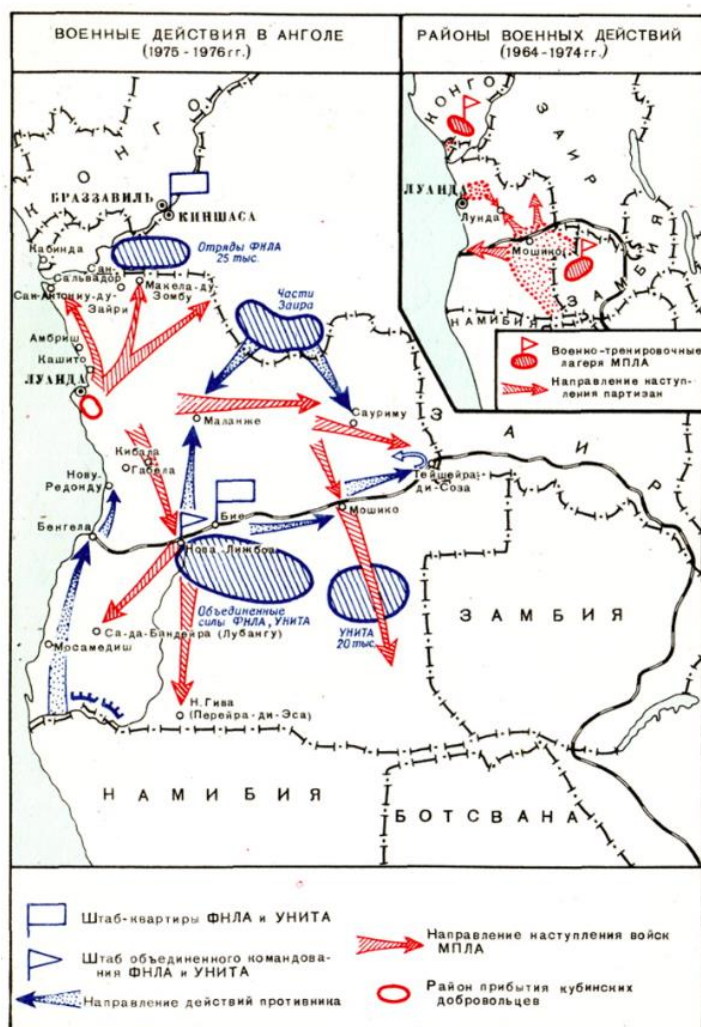 ВОЕННЫЕ ДЕЙСТВИЯ В АНГОЛЕ
(1975-1976гг.)
РАЙОНЫ ВОЕННЫХ ДЕЙСТВИЙ
(1964-1974гг.)
КОНГО
ЗАИР
ЛУАНДА
Лунда
Мошико
ЗАМБИЯ
НАМИБИЯ
Военно-тренировочные
лагеря МПЛА
Направление наступ-
ления партизан
КОНГО
БРАЗЗАВИЛЬ
КИНШАСА
Кабинда
Отряды ФНЛА
25 тыс.
Сан-
Сальвадор
Макела-ду-
Зомбу
Сан-Антониу-ду-
Зайри
Части
Заира
Амбриш
Кашито
ЛУАНДА
Маланже
Сауриму
ЗАИР
Кибала
Габела
Тейшейра-
ди-Соза
Нову-
Редонду
Бие
Мошико
Бенгела
Нова-Лижбоа
Объединенные
силы ФНЛА, УНИТА
УНИТА
20 тыс.
ЗАМБИЯ
Са-да-Бандейра (Лубангу)
Мосамедиш
Н. Гива
(Перейра-ди-Эса)
НАМИБИЯ
БОТСВАНА
Штаб-квартиры ФНЛА и УНИТА
Штаб объединенного командова-
ния ФНЛА и УНИТА
Направление действий противника
Направление наступления войск
МПЛА
Район прибытия кубинских
добровольцев